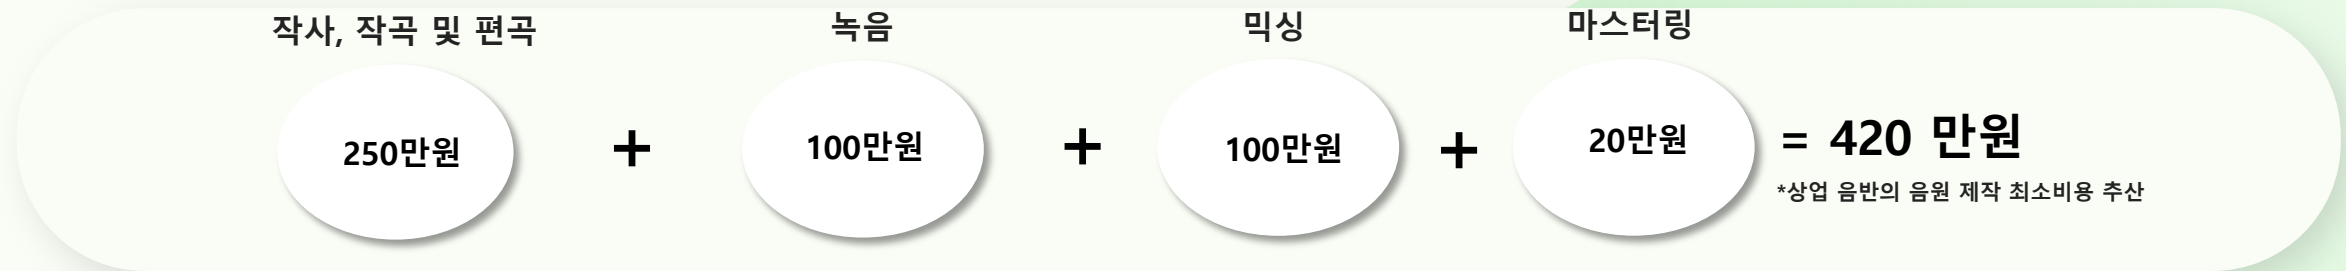 작사, 작곡 및 편곡
녹음
믹싱
마스터링
250만원 + 100만원 + 100만원 + 20만원 = 420 만원
*상업 음반의 음원 제작 최소비용 추산